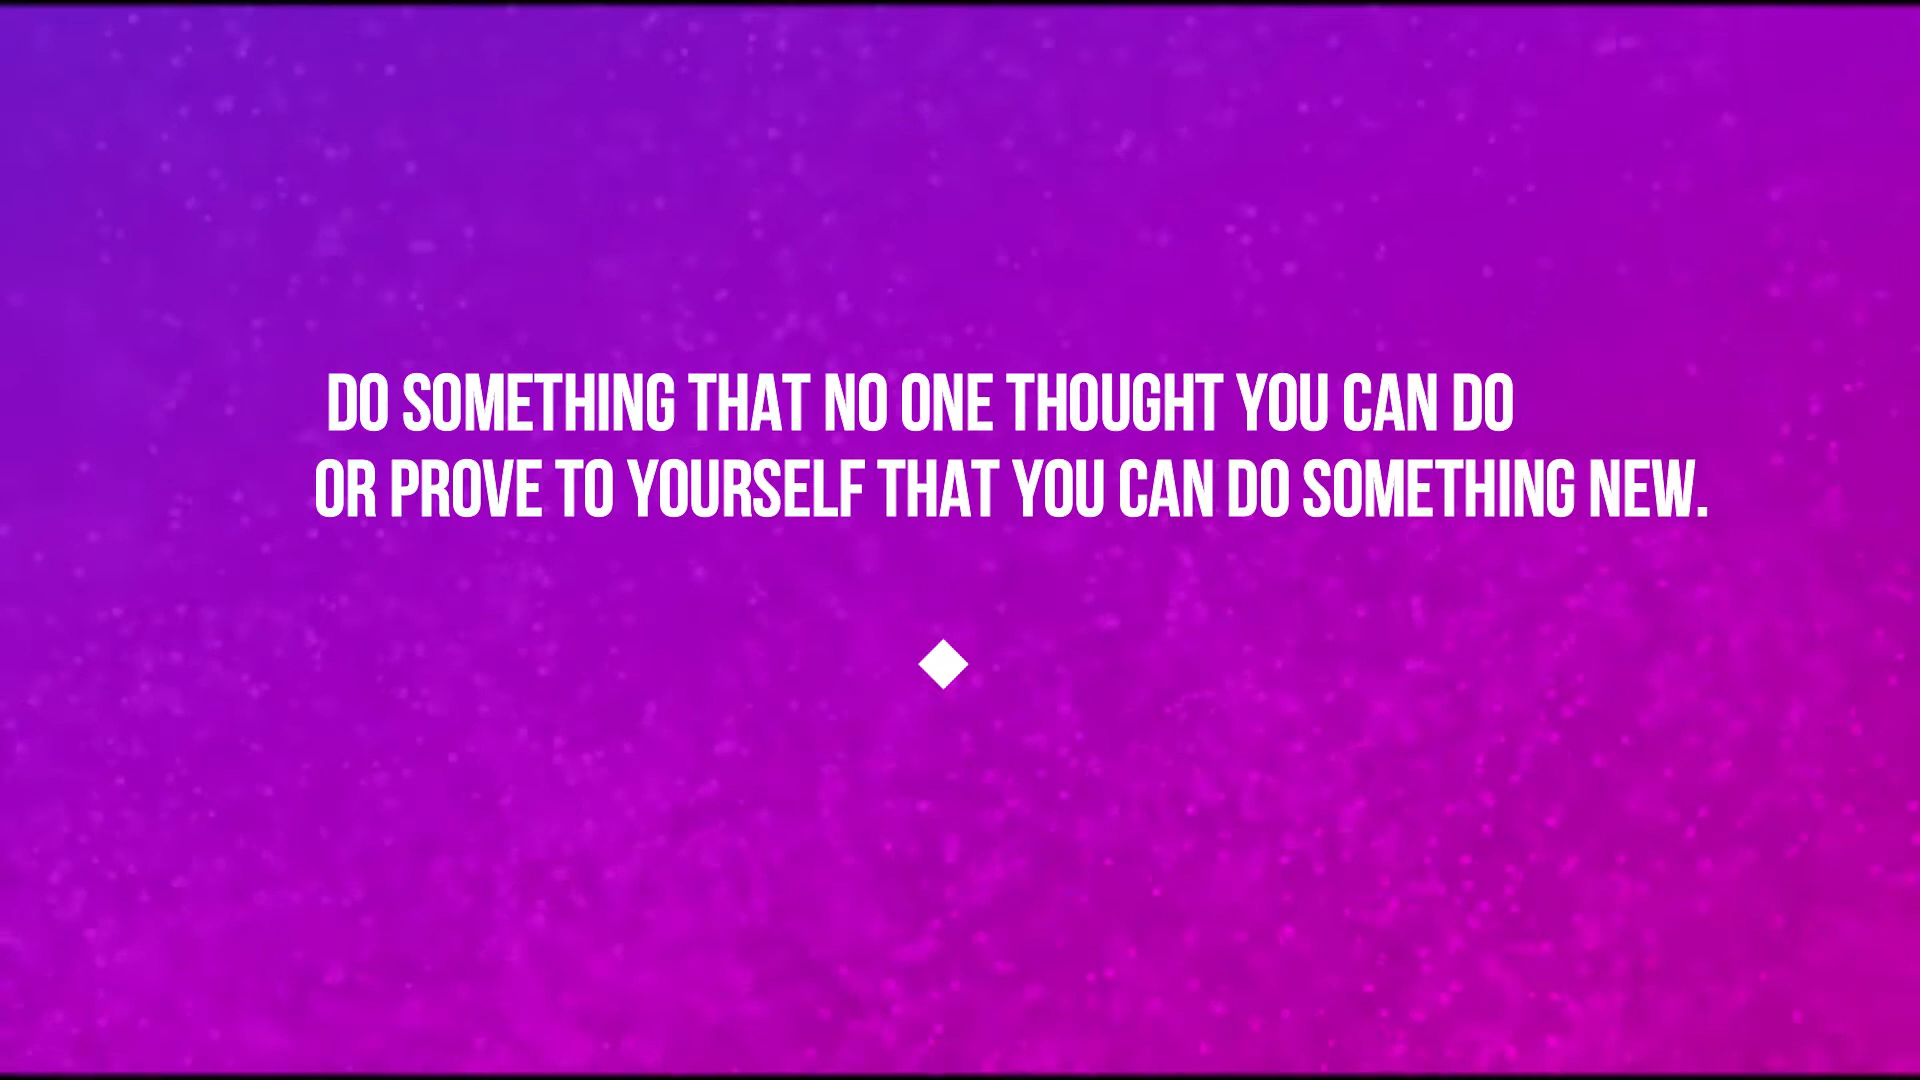 DO SOMETHING THAT NO ONE THOUGHT YOU CAN DO
OR PROVE TO YOURSELF THAT YOU CAN DO SOMETHING NEW.